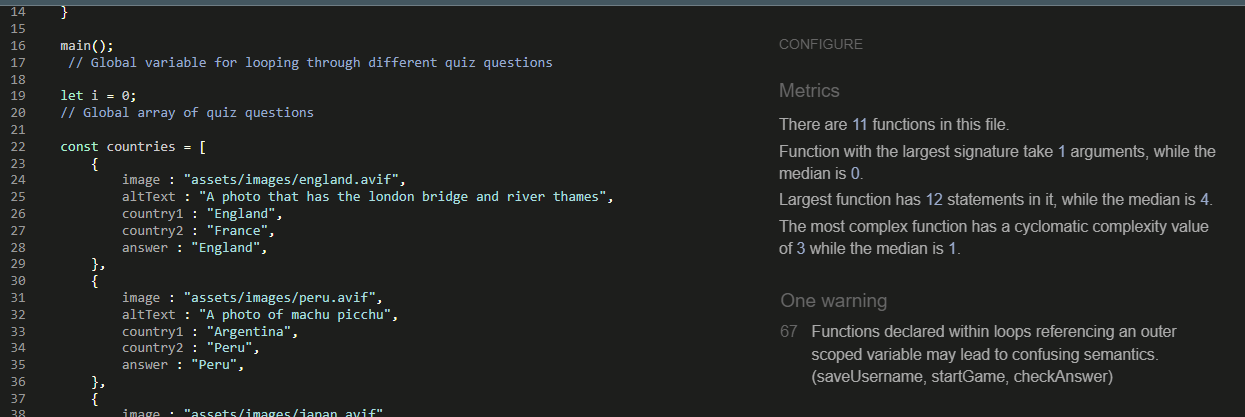 14 }
15
16 main();
17 // Global variable for looping through different quiz questions
18
19 let i = 0;
20 // Global array of quiz questions
21
22 const countries = [
23 {
24 image : "assets/images/england.avif",
25 altText : "A photo that has the london bridge and river thames",
26 country1 : "England",
27 country2 : "France",
28 answer : "England",
29 },
30 {
31 image : "assets/images/peru.avif",
32 altText : "A photo of machu picchu",
33 country1 : "Argentina",
34 country2 : "Peru",
35 answer : "Peru",
36 },
37 {
38 image : "assets/images/japan.avif"
CONFIGURE
Metrics
There are 11 functions in this file.
Function with the largest signature take 1 arguments, while the
median is 0.
Largest function has 12 statements in it, while the median is 4.
The most complex function has a cyclomatic complexity value
of 3 while the median is 1.
One warning
67 Functions declared within loops referencing an outer
scoped variable may lead to confusing semantics.
(saveUsername, startGame, checkAnswer)